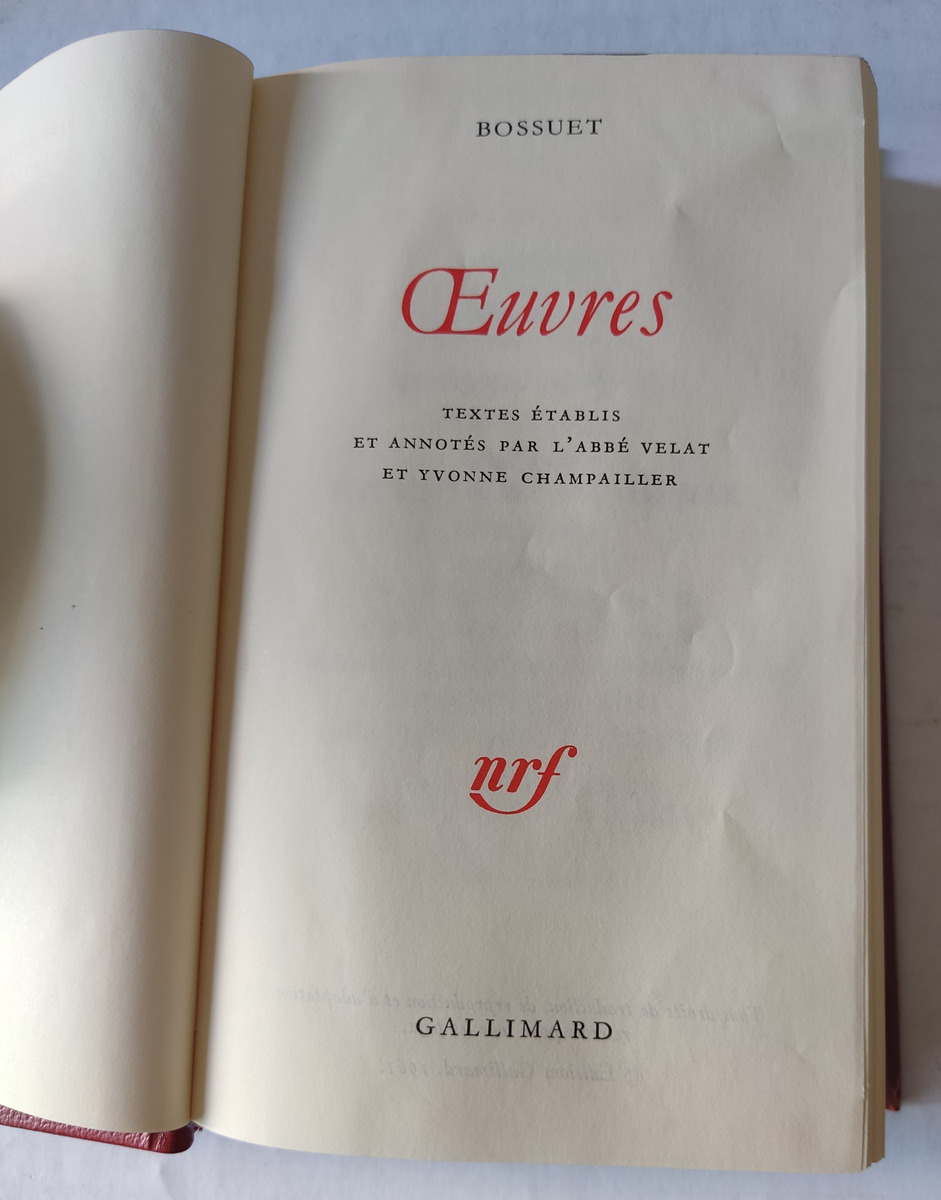 BOSSUET
Œuvres
TEXTES ÉTABLIS
ET ANNOTÉS PAR L'ABBÉ VELAT
ET YVONNE CHAMPAILLER
nrf
GALLIMARD